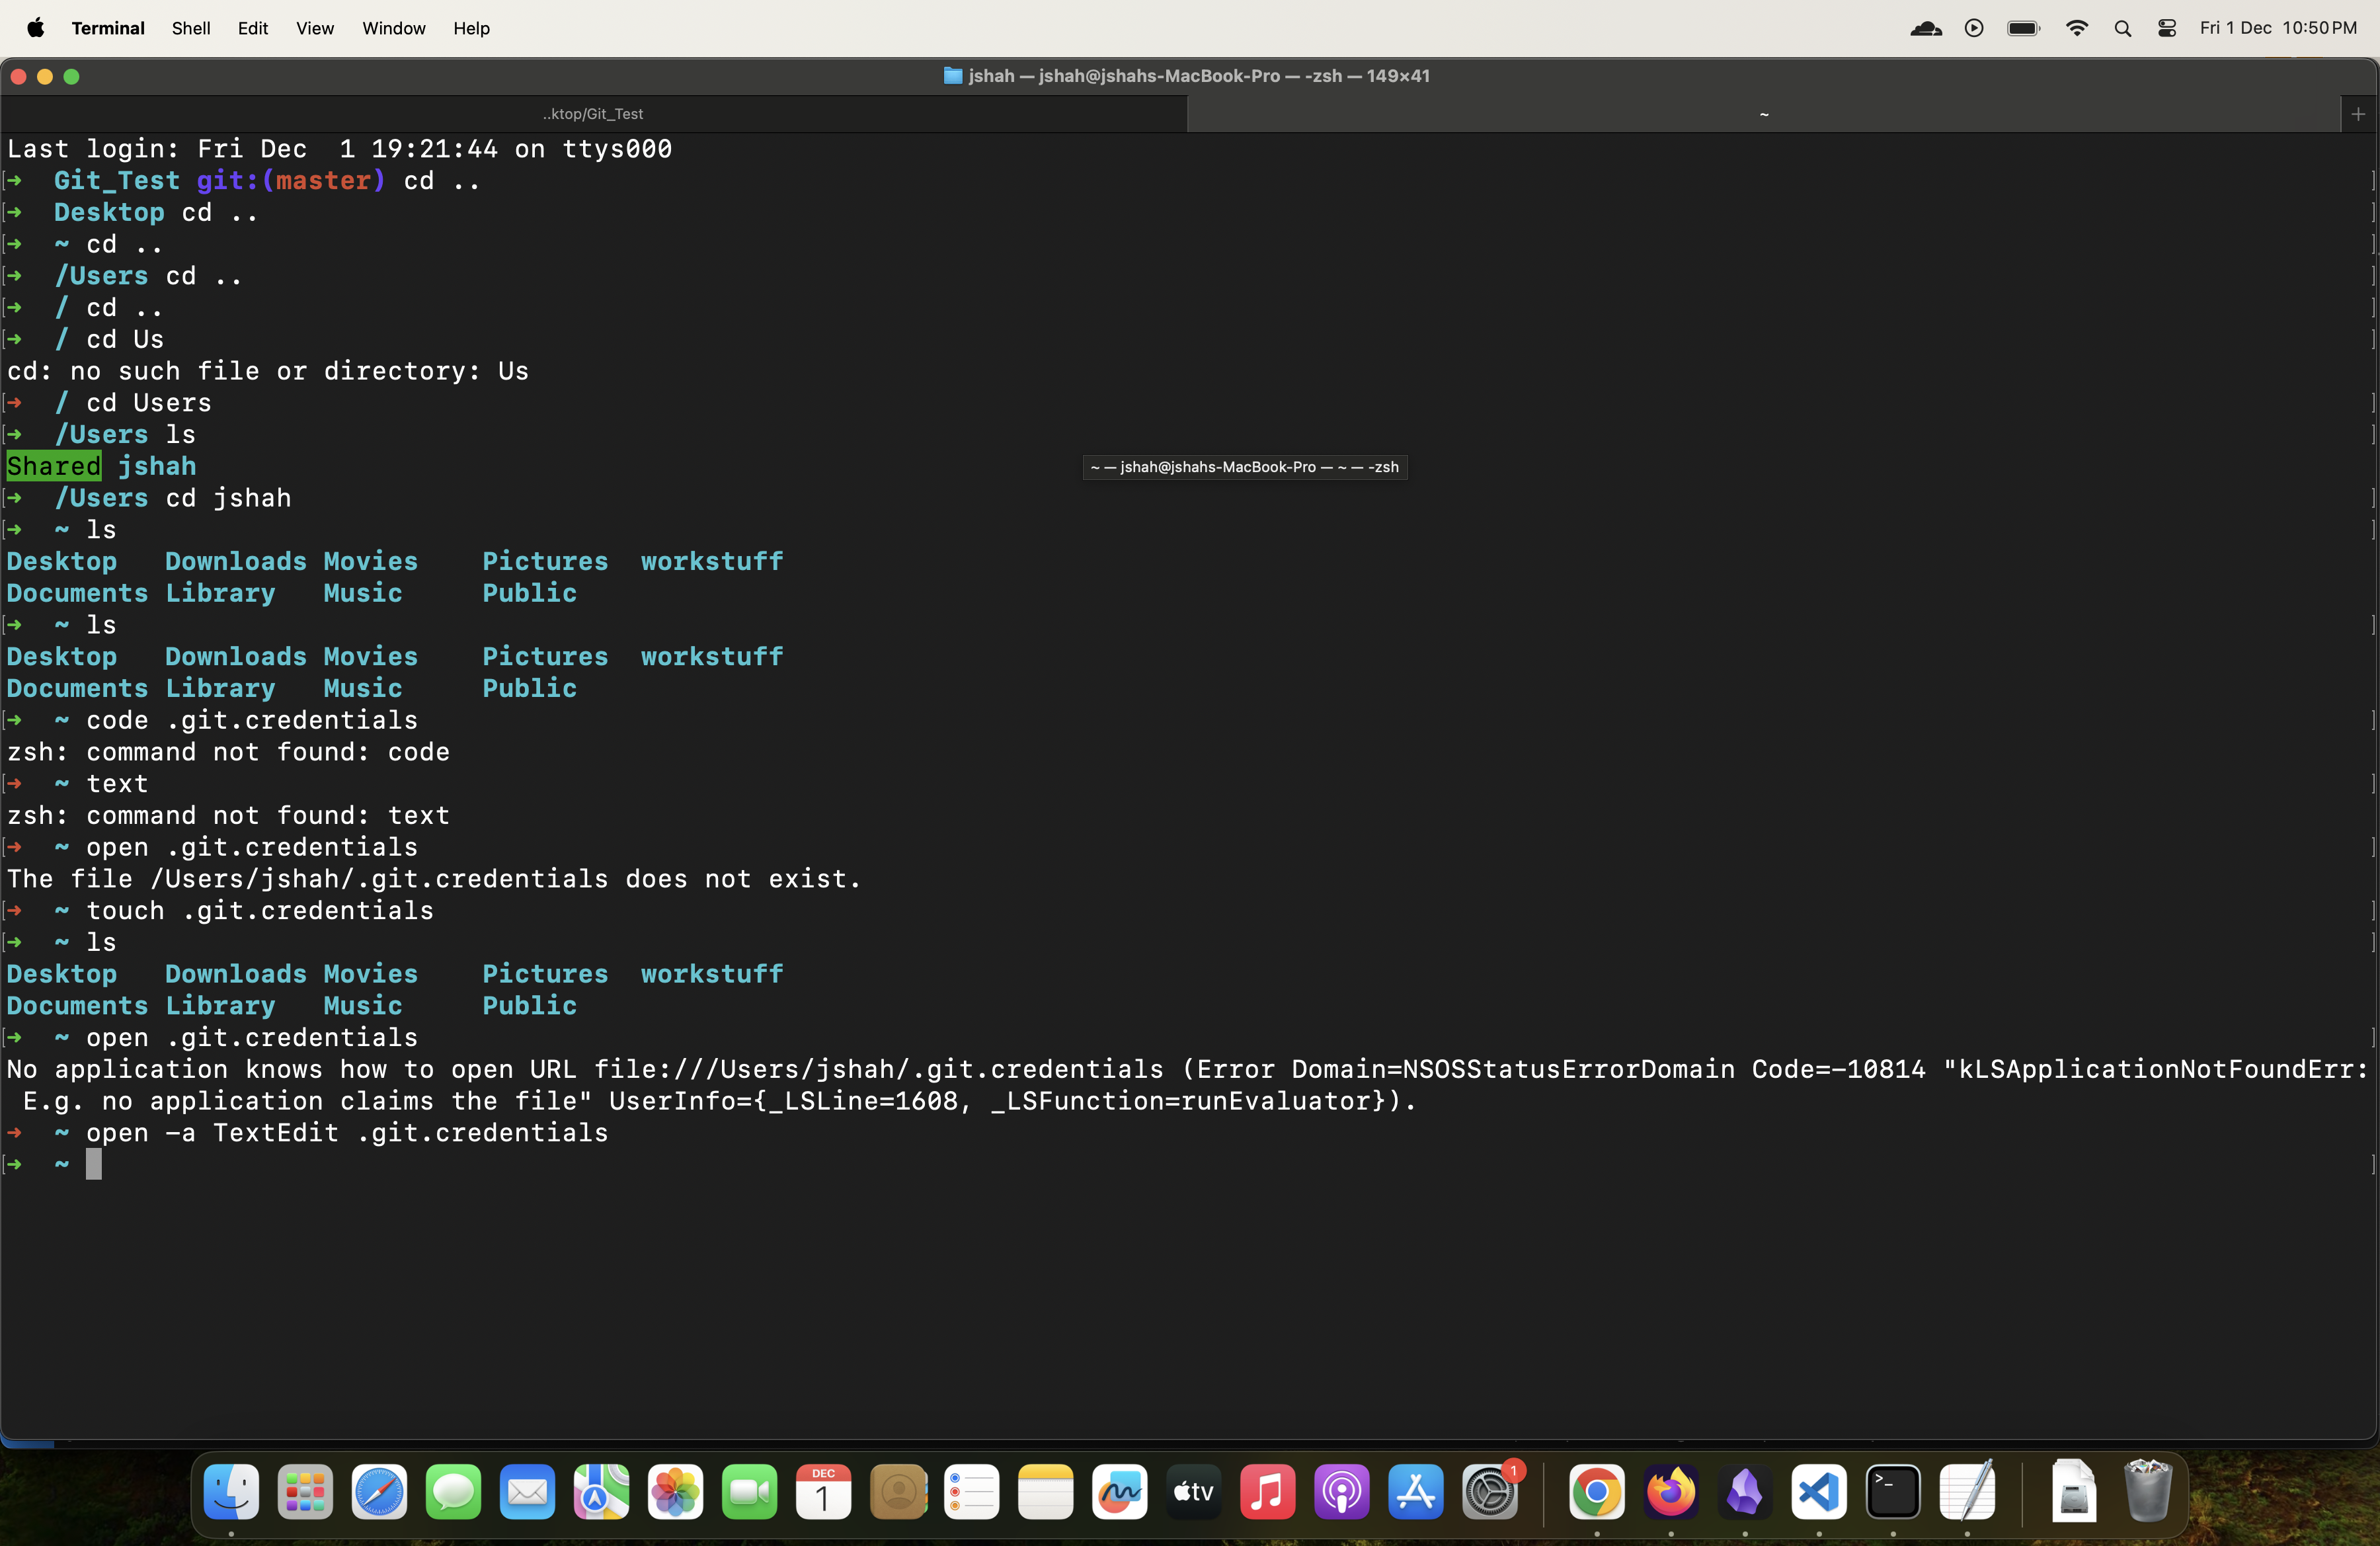 Terminal Shell Edit View Window Help Fri 1 Dec 10:50 PM
jshah — jshah@jshahs-MacBook-Pro — -zsh — 149×41
..ktop/Git_Test ~ +
Last login: Fri Dec  1 19:21:44 on ttys000
[➜  Git_Test git:(master) cd .. ]
[➜  Desktop cd .. ]
[➜  ~ cd .. ]
[➜  /Users cd .. ]
[➜  / cd .. ]
[➜  / cd Us ]
cd: no such file or directory: Us
[➜  / cd Users ]
[➜  /Users ls ]
Shared jshah
~ — jshah@jshahs-MacBook-Pro — ~ — -zsh
[➜  /Users cd jshah ]
[➜  ~ ls ]
Desktop   Downloads Movies    Pictures  workstuff
Documents Library   Music     Public
[➜  ~ ls ]
Desktop   Downloads Movies    Pictures  workstuff
Documents Library   Music     Public
[➜  ~ code .git.credentials ]
zsh: command not found: code
[➜  ~ text ]
zsh: command not found: text
[➜  ~ open .git.credentials ]
The file /Users/jshah/.git.credentials does not exist.
[➜  ~ touch .git.credentials ]
[➜  ~ ls ]
Desktop   Downloads Movies    Pictures  workstuff
Documents Library   Music     Public
[➜  ~ open .git.credentials ]
No application knows how to open URL file:///Users/jshah/.git.credentials (Error Domain=NSOSStatusErrorDomain Code=-10814 "kLSApplicationNotFoundErr:
 E.g. no application claims the file" UserInfo={_LSLine=1608, _LSFunction=runEvaluator}).
➜  ~ open -a TextEdit .git.credentials
[➜  ~ ]
DEC
1
tv
1
>_